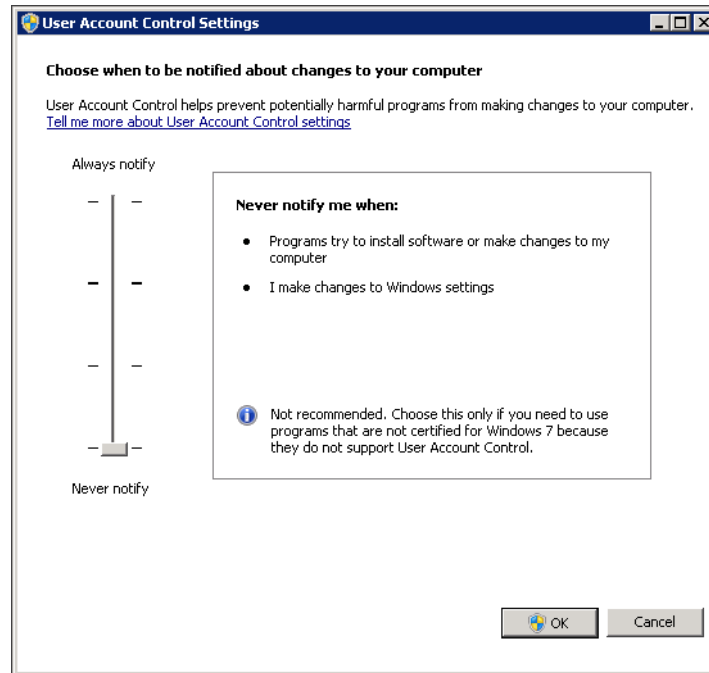 User Account Control Settings
Choose when to be notified about changes to your computer
User Account Control helps prevent potentially harmful programs from making changes to your computer.
Tell me more about User Account Control settings
Always notify
Never notify me when:
• Programs try to install software or make changes to my
computer
• I make changes to Windows settings
Not recommended. Choose this only if you need to use
programs that are not certified for Windows 7 because
they do not support User Account Control.
Never notify
OK
Cancel